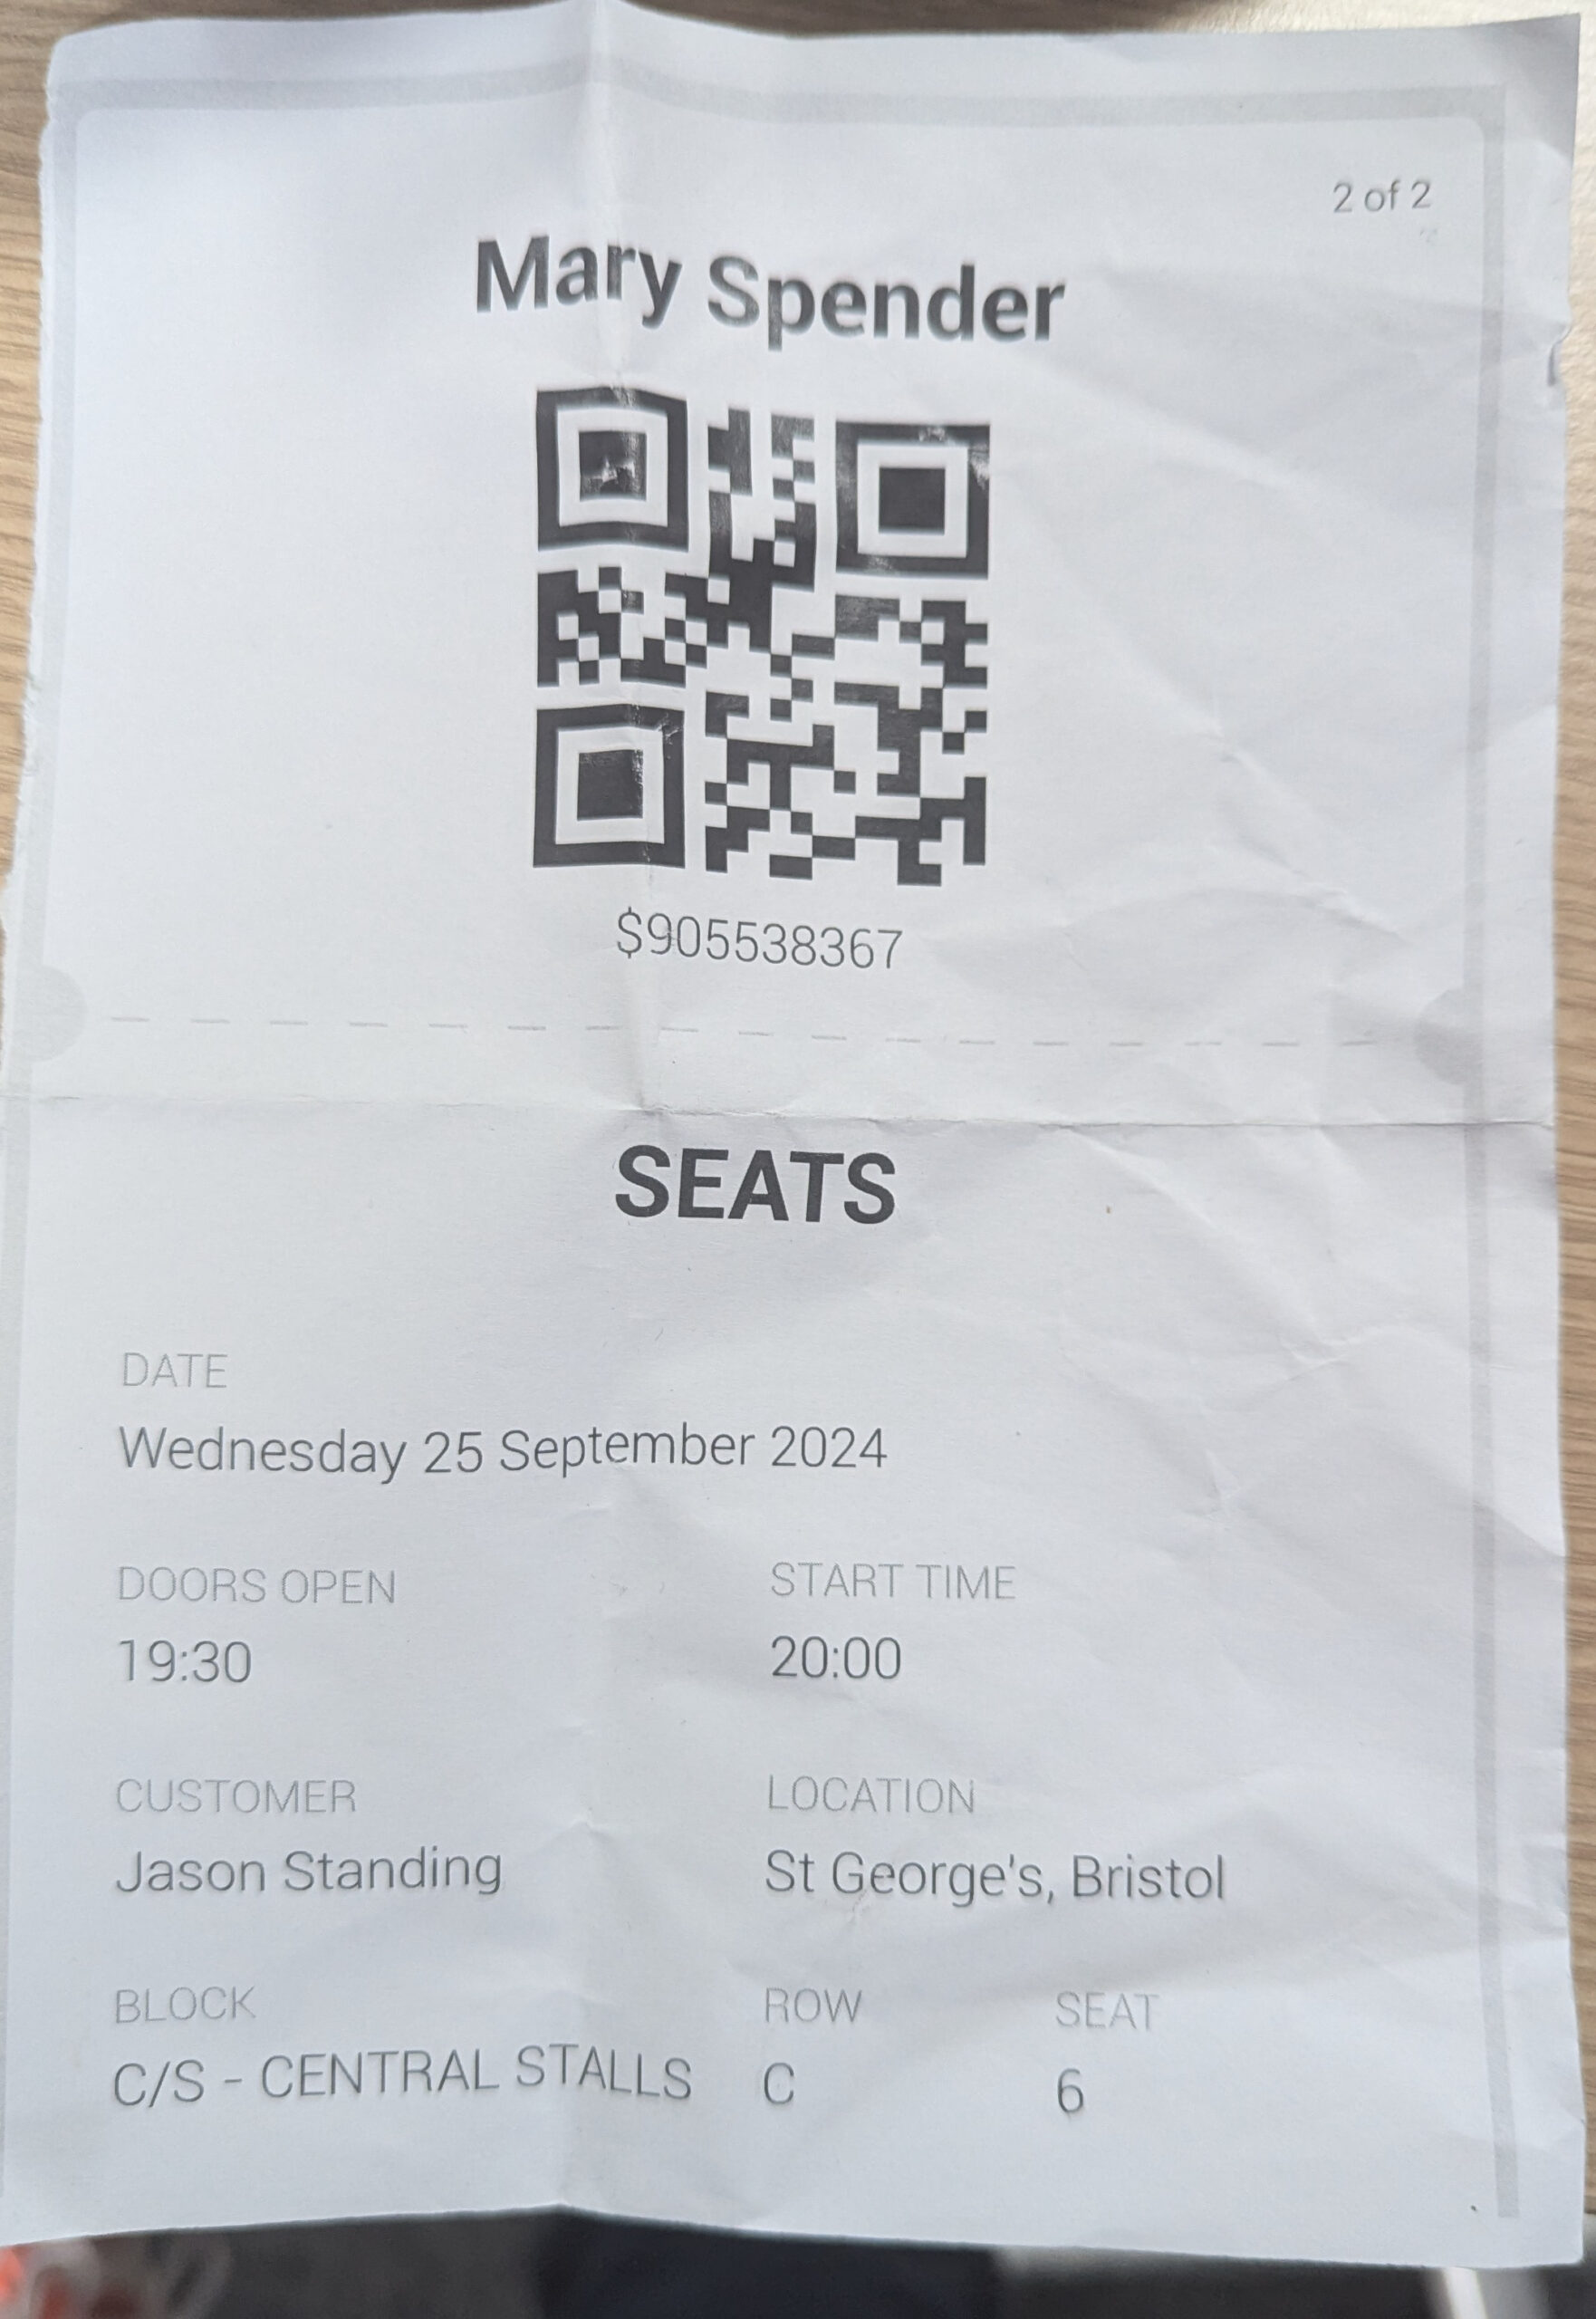 2 of 2
Mary Spender
$905538367
SEATS
DATE
Wednesday 25 September 2024
DOORS OPEN
START TIME
19:30
20:00
CUSTOMER
LOCATION
Jason Standing
St George's, Bristol
BLOCK
ROW
SEAT
C/S - CENTRAL STALLS
C
6